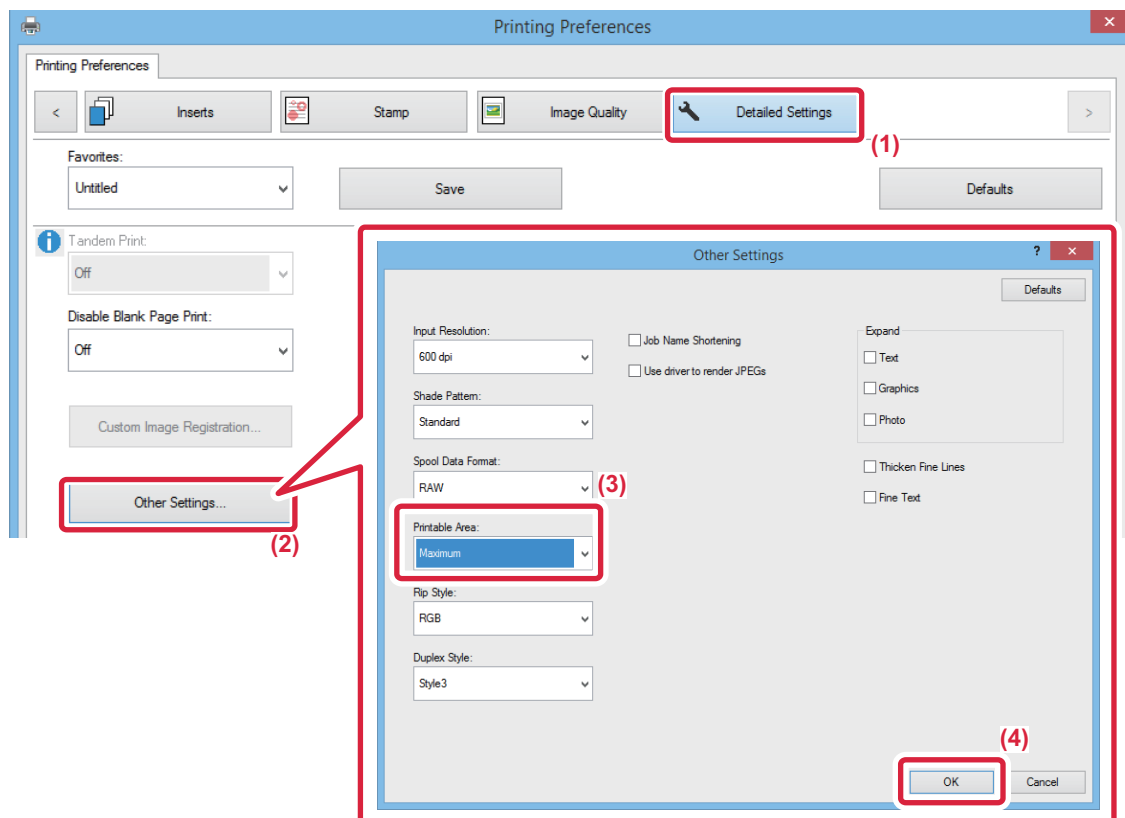 Printing Preferences
Printing Preferences
< Inserts Stamp Image Quality Detailed Settings >
(1)
Favorites:
Untitled Save Defaults
Tandem Print:
Off
Disable Blank Page Print:
Off
Custom Image Registration...
Other Settings...
(2)
Other Settings ?
Defaults
Input Resolution:
600 dpi
Shade Pattern:
Standard
Spool Data Format:
RAW
(3)
Printable Area:
Maximum
Rip Style:
RGB
Duplex Style:
Style3
Job Name Shortening
Use driver to render JPEGs
Expand
Text
Graphics
Photo
Thicken Fine Lines
Fine Text
(4)
OK Cancel